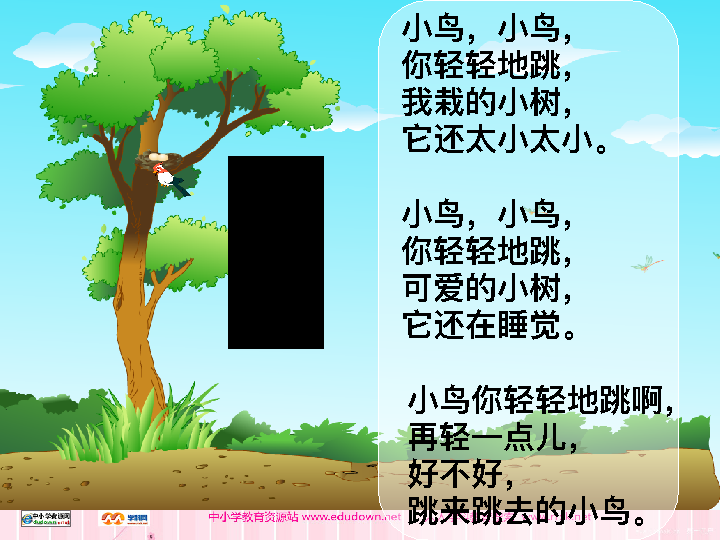 小鸟，小鸟，
你轻轻地跳，
我栽的小树，
它还太小太小。
小鸟，小鸟，
你轻轻地跳，
可爱的小树，
它还在睡觉。
小鸟你轻轻地跳啊，
再轻一点儿，
好不好，
跳来跳去的小鸟。
中小学教育资源站 www.edudown.net